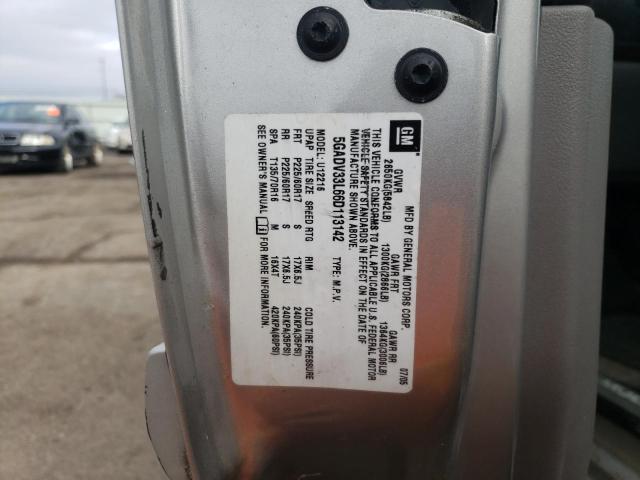 GM
MFD BY GENERAL MOTORS CORP. 07/05
GVWR GAWR FRT GAWR RR
2650KG(5842LB) 1300KG(2866LB) 1364KG(3006LB)
THIS VEHICLE CONFORMS TO ALL APPLICABLE U.S. FEDERAL MOTOR
VEHICLE SAFETY STANDARDS IN EFFECT ON THE DATE OF
MANUFACTURE SHOWN ABOVE.
5GADV33L66D113142 TYPE: M.P.V.
MODEL: U12216
UPAP TIRE SIZE SPEED RTG RIM COLD TIRE PRESSURE
FRT P225/60R17 S 17X6.5J 240KPA(35PSI)
RR P225/60R17 S 17X6.5J 240KPA(35PSI)
SPA T135/70R16 M 16X4T 420KPA(60PSI)
SEE OWNER'S MANUAL FOR MORE INFORMATION.